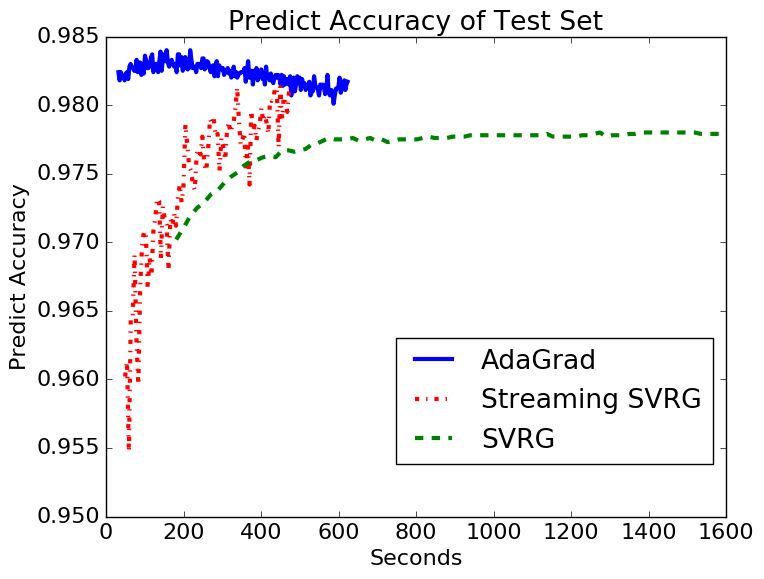 Predict Accuracy of Test Set
0.985
0.980
0.975
0.970
0.965
0.960
0.955
0.950
Predict Accuracy
AdaGrad
Streaming SVRG
SVRG
0 200 400 600 800 1000 1200 1400 1600
Seconds